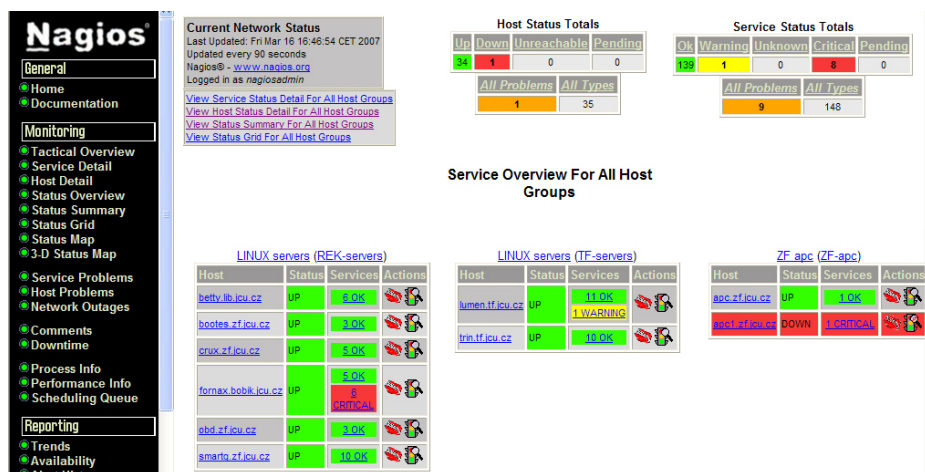 Nagios®
General
Home
Documentation
Monitoring
Tactical Overview
Service Detail
Host Detail
Status Overview
Status Summary
Status Grid
Status Map
3-D Status Map
Service Problems
Host Problems
Network Outages
Comments
Downtime
Process Info
Performance Info
Scheduling Queue
Reporting
Trends
Availability
Current Network Status
Last Updated: Fri Mar 16 16:46:54 CET 2007
Updated every 90 seconds
Nagios® - www.nagios.org
Logged in as nagiosadmin
View Service Status Detail For All Host Groups
View Host Status Detail For All Host Groups
View Status Summary For All Host Groups
View Status Grid For All Host Groups
Host Status Totals
Up Down Unreachable Pending
34 1 0 0
All Problems All Types
1 35
Service Status Totals
Ok Warning Unknown Critical Pending
139 1 0 8 0
All Problems All Types
9 148
Service Overview For All Host
Groups
LINUX servers (REK-servers)
Host Status Services Actions
betty.lib.jcu.cz UP 6 OK
bootes.zf.jcu.cz UP 3 OK
crux.zf.jcu.cz UP 5 OK
fornax.bobik.jcu.cz UP 5 OK
6
CRITICAL
obd.zf.jcu.cz UP 3 OK
smartq.zf.jcu.cz UP 10 OK
LINUX servers (TF-servers)
Host Status Services Actions
lumen.tf.jcu.cz UP 11 OK
1 WARNING
trin.tf.jcu.cz UP 10 OK
ZF apc (ZF-apc)
Host Status Services Actions
apc.zf.jcu.cz UP 1 OK
apc1.zf.jcu.cz DOWN 1 CRITICAL